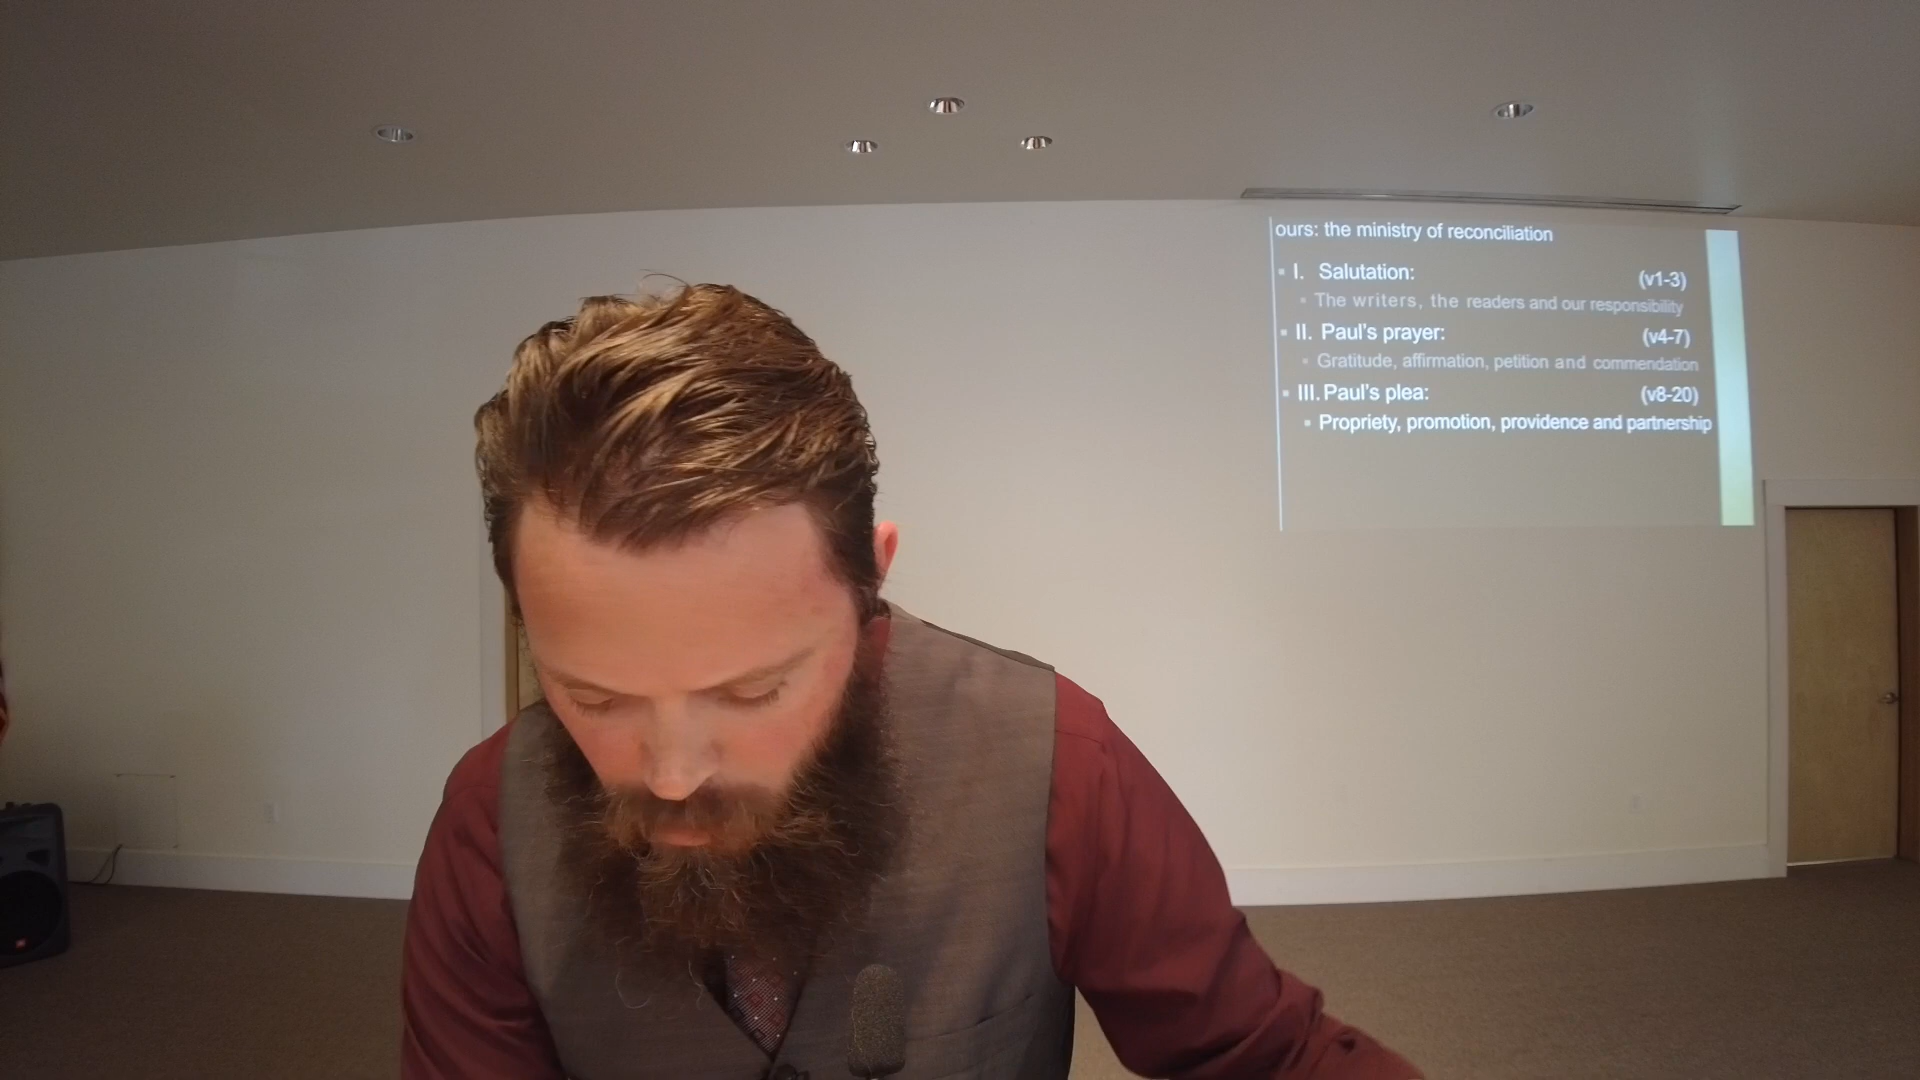 ours: the ministry of reconciliation
I. Salutation: (v1-3)
The writers, the readers and our responsibility
II. Paul's prayer: (v4-7)
Gratitude, affirmation, petition and commendation
III. Paul's plea: (v8-20)
Propriety, promotion, providence and partnership